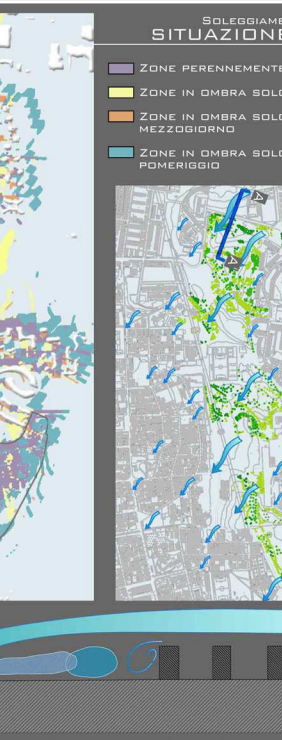 SOLEGGIAME
SITUAZIONE
ZONE PERENNEMENTE
ZONE IN OMBRA SOLO
ZONE IN OMBRA SOLO
MEZZOGIORNO
ZONE IN OMBRA SOLO
POMERIGGIO
A
A